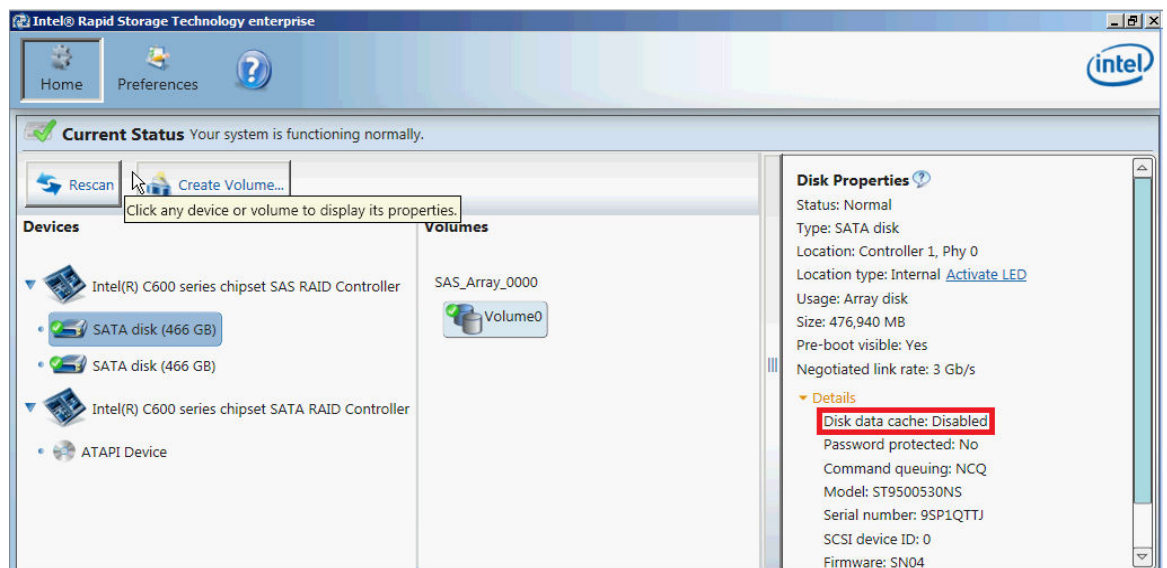 Intel® Rapid Storage Technology enterprise
Home
Preferences
intel
Current Status Your system is functioning normally.
Rescan
Create Volume...
Click any device or volume to display its properties.
Devices
Intel(R) C600 series chipset SAS RAID Controller
SATA disk (466 GB)
SATA disk (466 GB)
Intel(R) C600 series chipset SATA RAID Controller
ATAPI Device
Volumes
SAS_Array_0000
Volume0
Disk Properties
Status: Normal
Type: SATA disk
Location: Controller 1, Phy 0
Location type: Internal Activate LED
Usage: Array disk
Size: 476,940 MB
Pre-boot visible: Yes
Negotiated link rate: 3 Gb/s
Details
Disk data cache: Disabled
Password protected: No
Command queuing: NCQ
Model: ST9500530NS
Serial number: 9SP1QTTJ
SCSI device ID: 0
Firmware: SN04